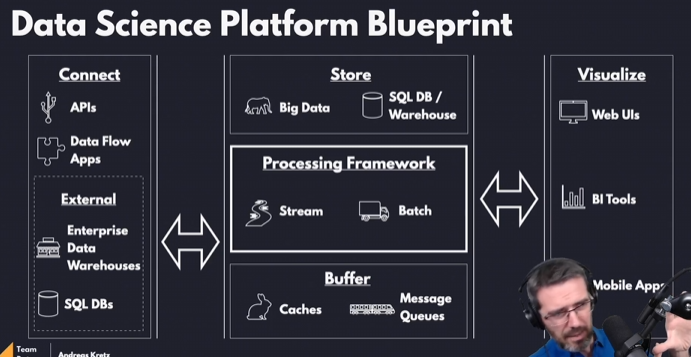 Data Science Platform Blueprint
Connect
APIs
Data Flow
Apps
External
Enterprise
Data
Warehouses
SQL DBs
Store
Big Data
SQL DB /
Warehouse
Processing Framework
Stream
Batch
Buffer
Caches
Message
Queues
Visualize
Web UIs
BI Tools
Mobile Apps
Team
Andreas Kretz